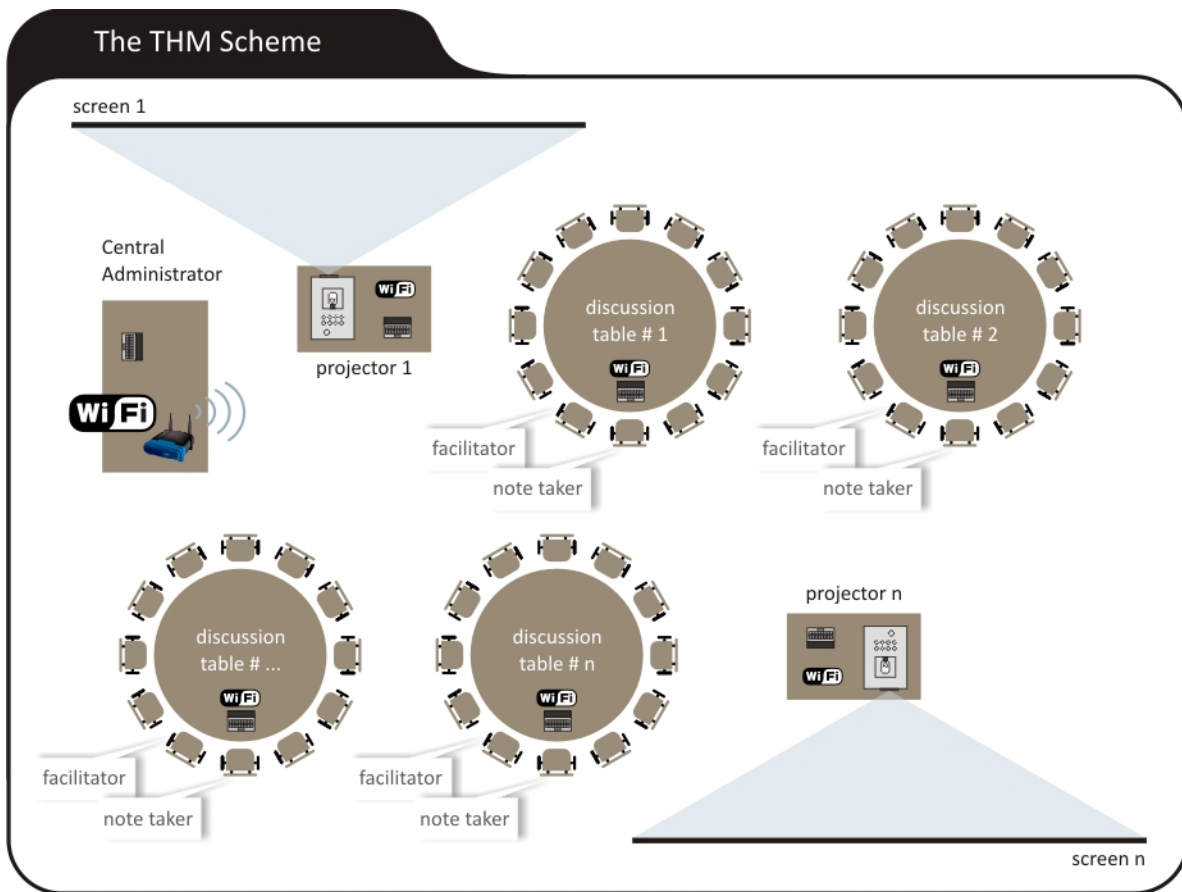 The THM Scheme
screen 1
Central
Administrator
WiFi
WiFi
projector 1
discussion
table # 1
WiFi
facilitator
note taker
discussion
table # 2
WiFi
facilitator
note taker
discussion
table # ...
WiFi
facilitator
note taker
discussion
table # n
WiFi
facilitator
note taker
projector n
WiFi
screen n